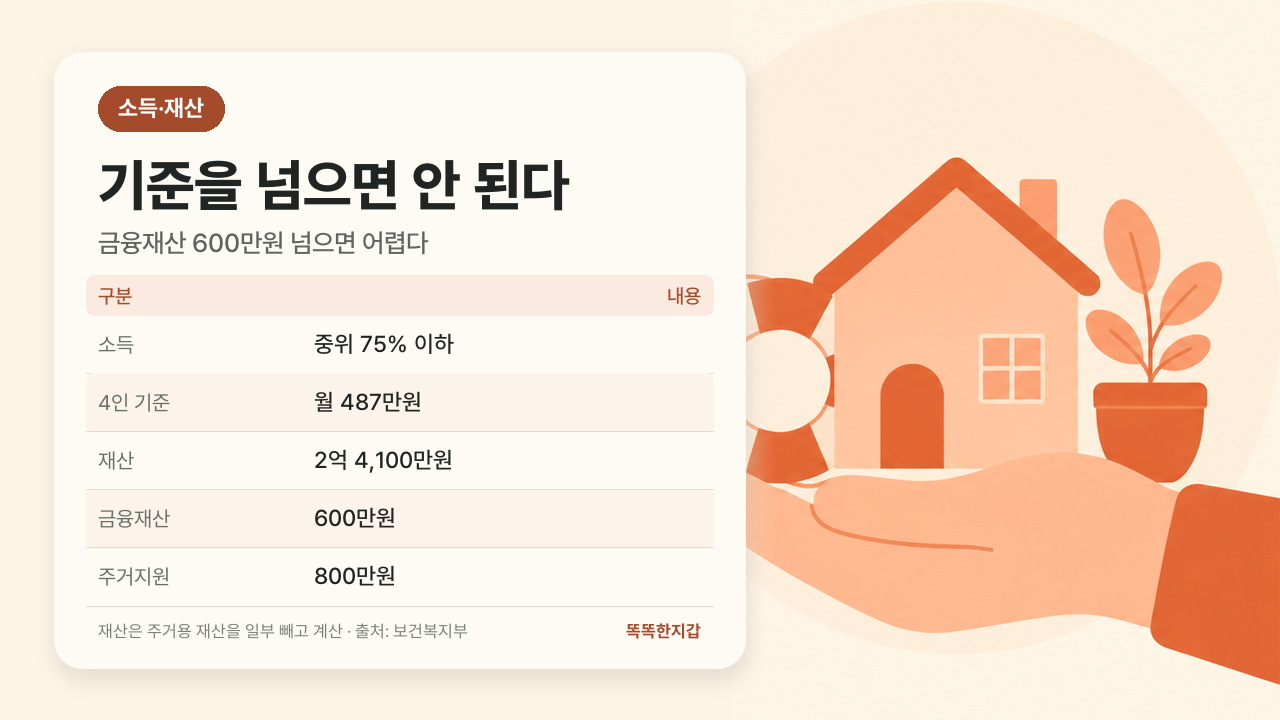 소득·재산
기준을 넘으면 안 된다
금융재산 600만원 넘으면 어렵다
구분 내용
소득 중위 75% 이하
4인 기준 월 487만원
재산 2억 4,100만원
금융재산 600만원
주거지원 800만원
재산은 주거용 재산을 일부 빼고 계산 · 출처: 보건복지부 똑똑한지갑